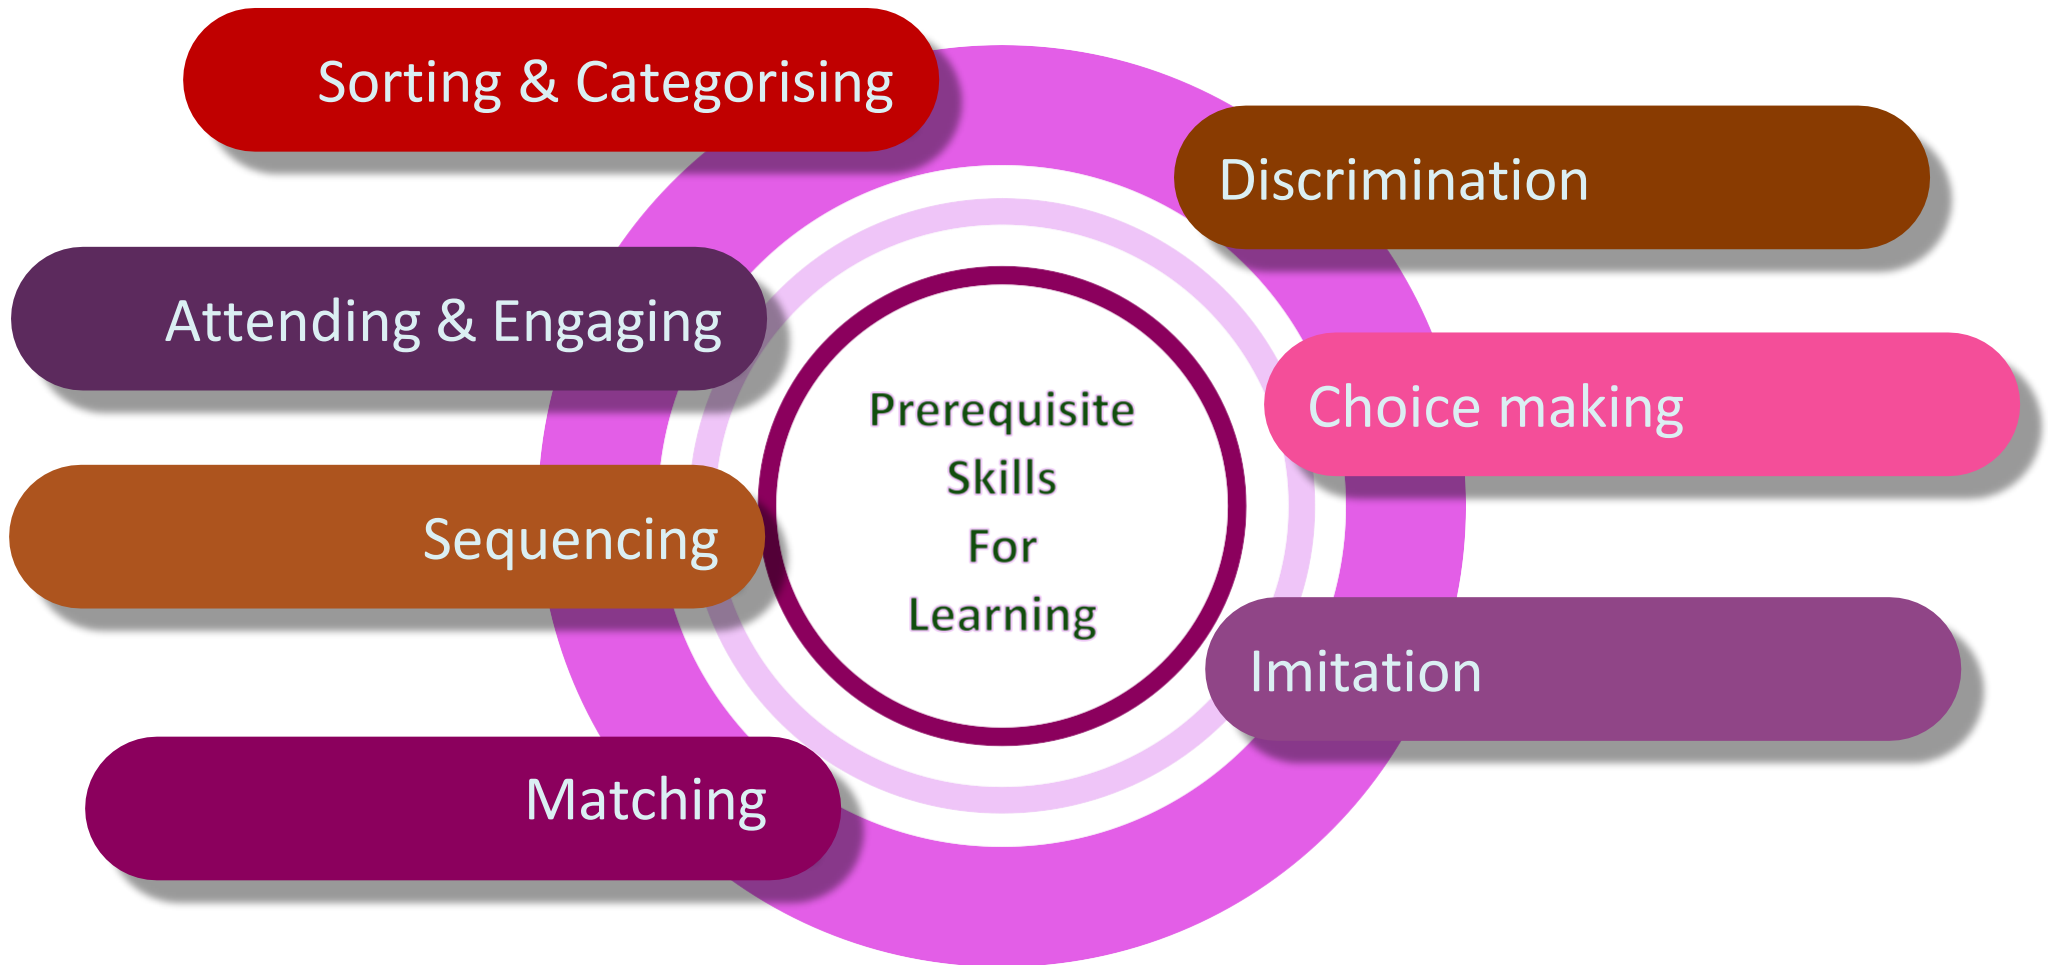 Sorting & Categorising
Attending & Engaging
Sequencing
Matching
Prerequisite
Skills
For
Learning
Discrimination
Choice making
Imitation